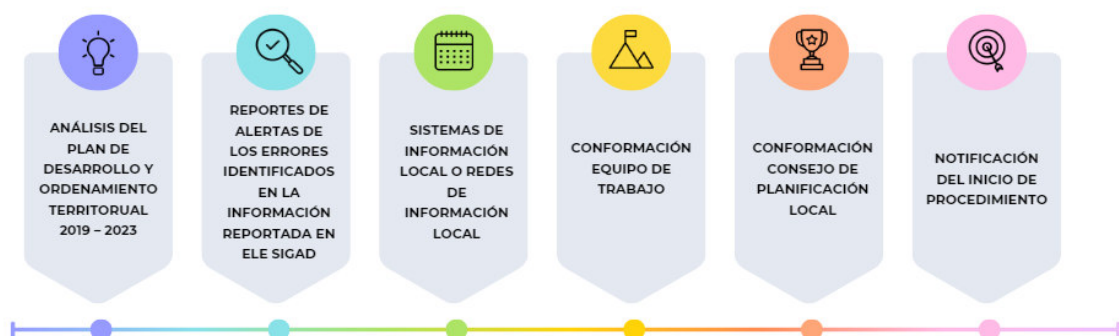 ANÁLISIS DEL
PLAN DE
DESARROLLO Y
ORDENAMIENTO
TERRITORUAL
2019 – 2023
REPORTES DE
ALERTAS DE
LOS ERRORES
IDENTIFICADOS
EN LA
INFORMACIÓN
REPORTADA EN
ELE SIGAD
SISTEMAS DE
INFORMACIÓN
LOCAL O REDES
DE
INFORMACIÓN
LOCAL
CONFORMACIÓN
EQUIPO DE
TRABAJO
CONFORMACIÓN
CONSEJO DE
PLANIFICACIÓN
LOCAL
NOTIFICACIÓN
DEL INICIO DE
PROCEDIMIENTO